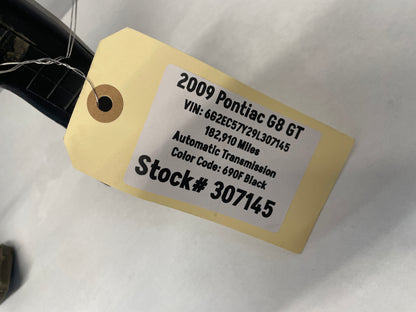 2009 Pontiac G8 GT
VIN: 6G2EC57Y29L307145
182,910 Miles
Automatic Transmission
Color Code: 690F Black
Stock# 307145